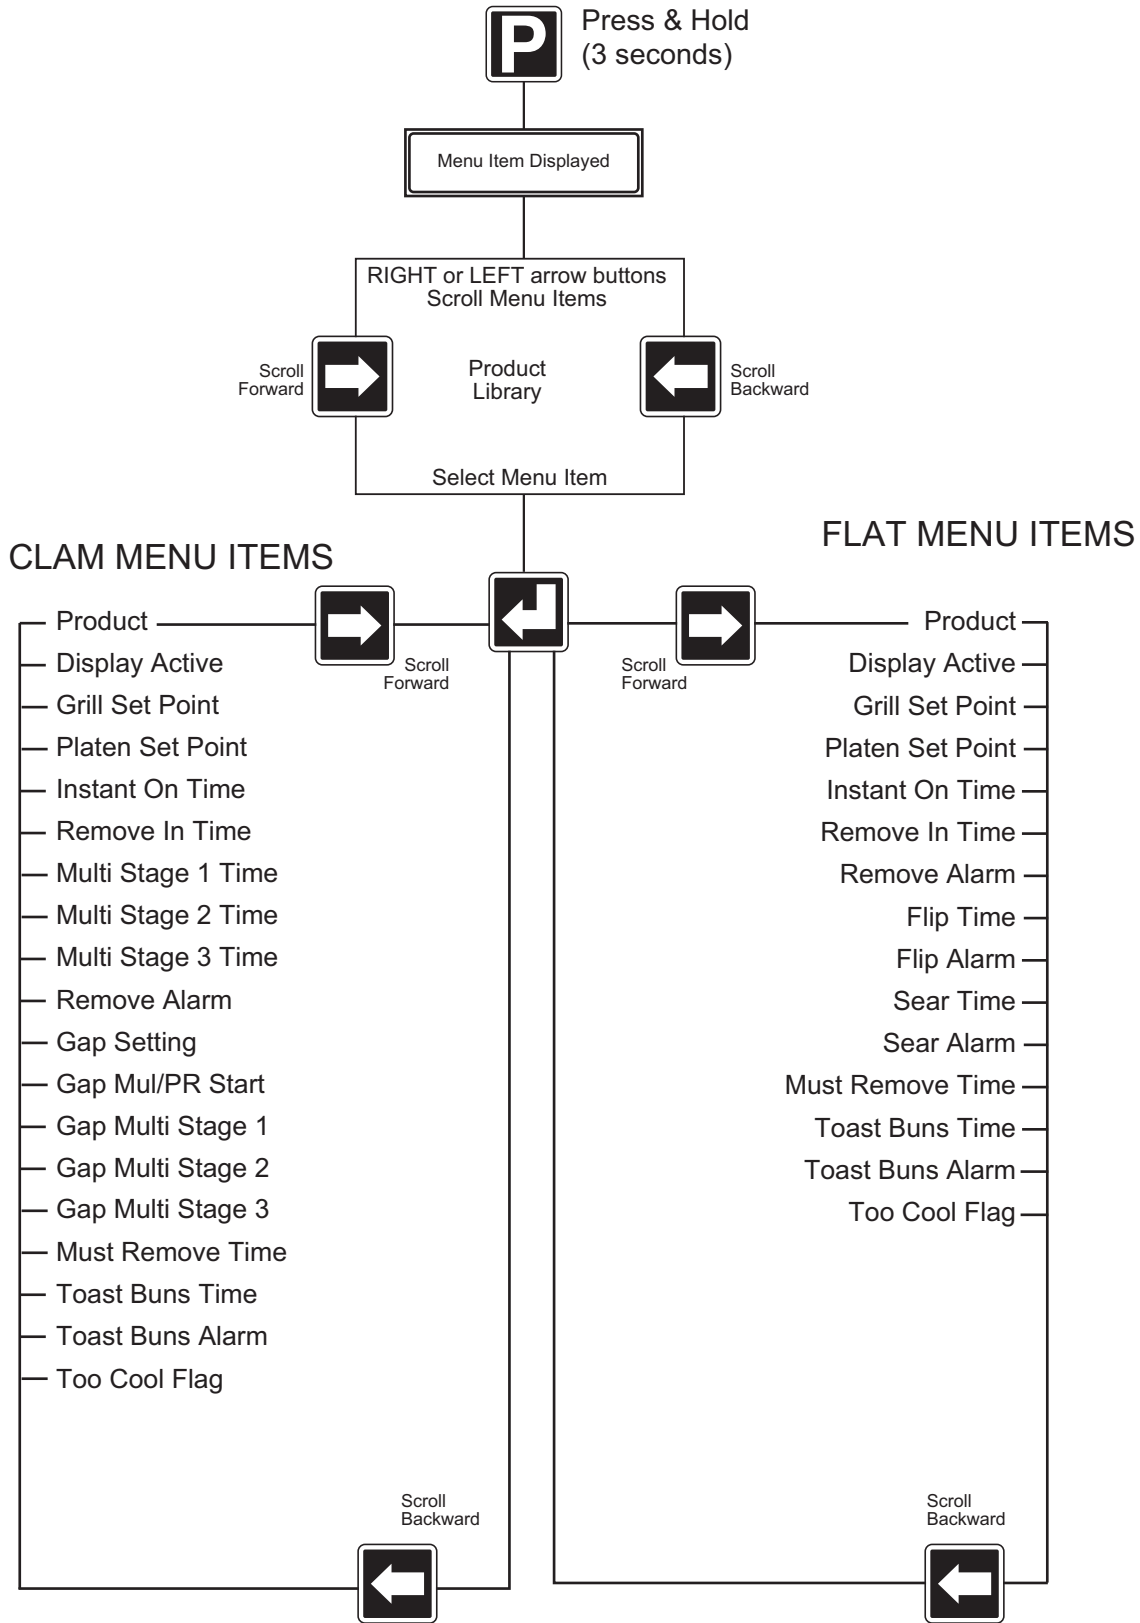 P
Press & Hold
(3 seconds)
Menu Item Displayed
RIGHT or LEFT arrow buttons
Scroll Menu Items
Scroll
Forward
Product
Library
Scroll
Backward
Select Menu Item
CLAM MENU ITEMS
Product
Display Active
Grill Set Point
Platen Set Point
Instant On Time
Remove In Time
Multi Stage 1 Time
Multi Stage 2 Time
Multi Stage 3 Time
Remove Alarm
Gap Setting
Gap Mul/PR Start
Gap Multi Stage 1
Gap Multi Stage 2
Gap Multi Stage 3
Must Remove Time
Toast Buns Time
Toast Buns Alarm
Too Cool Flag
Scroll
Forward
Scroll
Backward
FLAT MENU ITEMS
Scroll
Forward
Product
Display Active
Grill Set Point
Platen Set Point
Instant On Time
Remove In Time
Remove Alarm
Flip Time
Flip Alarm
Sear Time
Sear Alarm
Must Remove Time
Toast Buns Time
Toast Buns Alarm
Too Cool Flag
Scroll
Backward